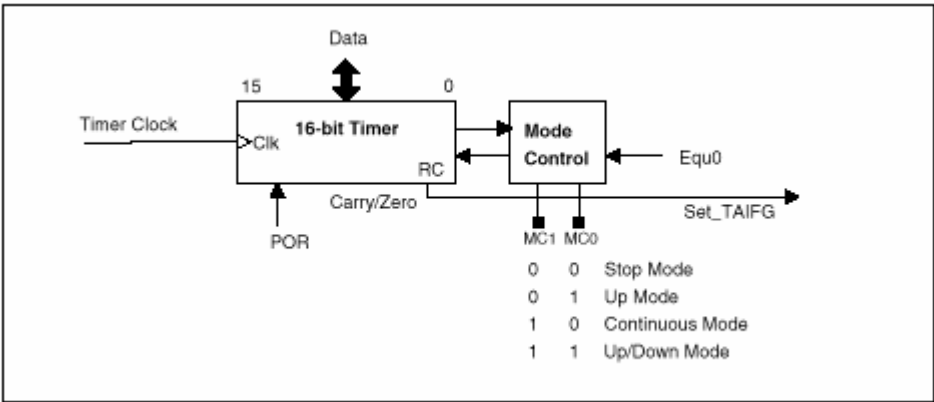 Data
15 0
Timer Clock
Clk
16-bit Timer
RC
Mode
Control
Equ0
Carry/Zero
Set_TAIFG
POR
MC1 MC0
0 0 Stop Mode
0 1 Up Mode
1 0 Continuous Mode
1 1 Up/Down Mode